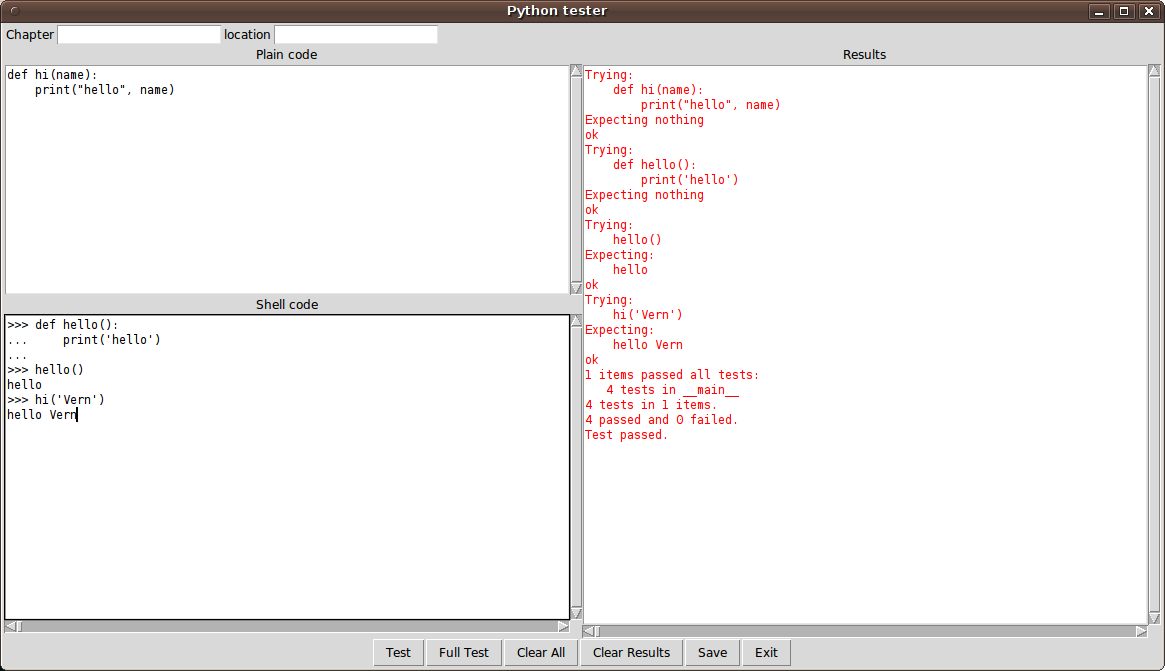 Python tester
Chapter location
Plain code
def hi(name):
    print("hello", name)
Shell code
>>> def hello():
...     print('hello')
...
>>> hello()
hello
>>> hi('Vern')
hello Vern
Results
Trying:
    def hi(name):
        print("hello", name)
Expecting nothing
ok
Trying:
    def hello():
        print('hello')
Expecting nothing
ok
Trying:
    hello()
Expecting:
    hello
ok
Trying:
    hi('Vern')
Expecting:
    hello Vern
ok
1 items passed all tests:
   4 tests in __main__
4 tests in 1 items.
4 passed and 0 failed.
Test passed.
Test Full Test Clear All Clear Results Save Exit